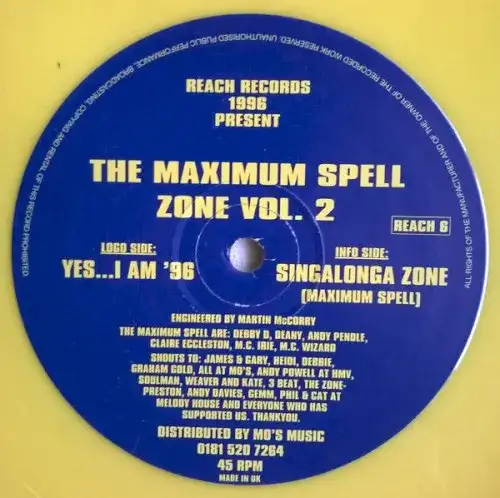 ALL RIGHTS OF THE MANUFACTURER AND OF THE OWNER OF THE RECORDED WORK RESERVED. UNAUTHORISED PUBLIC PERFORMANCE, BROADCASTING, COPYING AND RENTAL OF THIS RECORD PROHIBITED
REACH RECORDS
1996
PRESENT
THE MAXIMUM SPELL
ZONE VOL. 2
REACH 6
LOGO SIDE:
YES...I AM '96
INFO SIDE:
SINGALONGA ZONE
[MAXIMUM SPELL]
ENGINEERED BY MARTIN McCORRY
THE MAXIMUM SPELL ARE: DEBBY D, DEANY, ANDY PENDLE,
CLAIRE ECCLESTON, M.C. IRIE, M.C. WIZARD
SHOUTS TO: JAMES & GARY, HEIDI, DEBBIE,
GRAHAM GOLD, ALL AT MO'S, ANDY POWELL AT HMV,
SOULMAN, WEAVER AND KATE, 3 BEAT, THE ZONE-
PRESTON, ANDY DAVIES, GEMM, PHIL & CAT AT
MELODY HOUSE AND EVERYONE WHO HAS
SUPPORTED US. THANKYOU.
DISTRIBUTED BY MO'S MUSIC
0181 520 7264
45 RPM
MADE IN UK